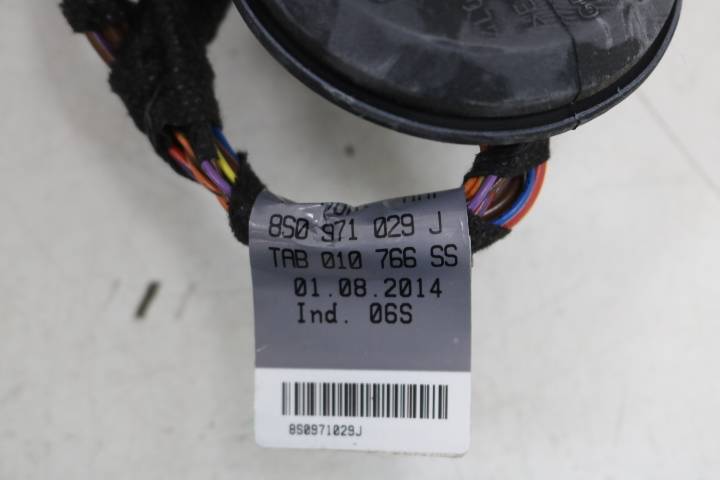 8S0 971 029 J
TAB 010 766 SS
01.08.2014
Ind. 06S
8S0971029J